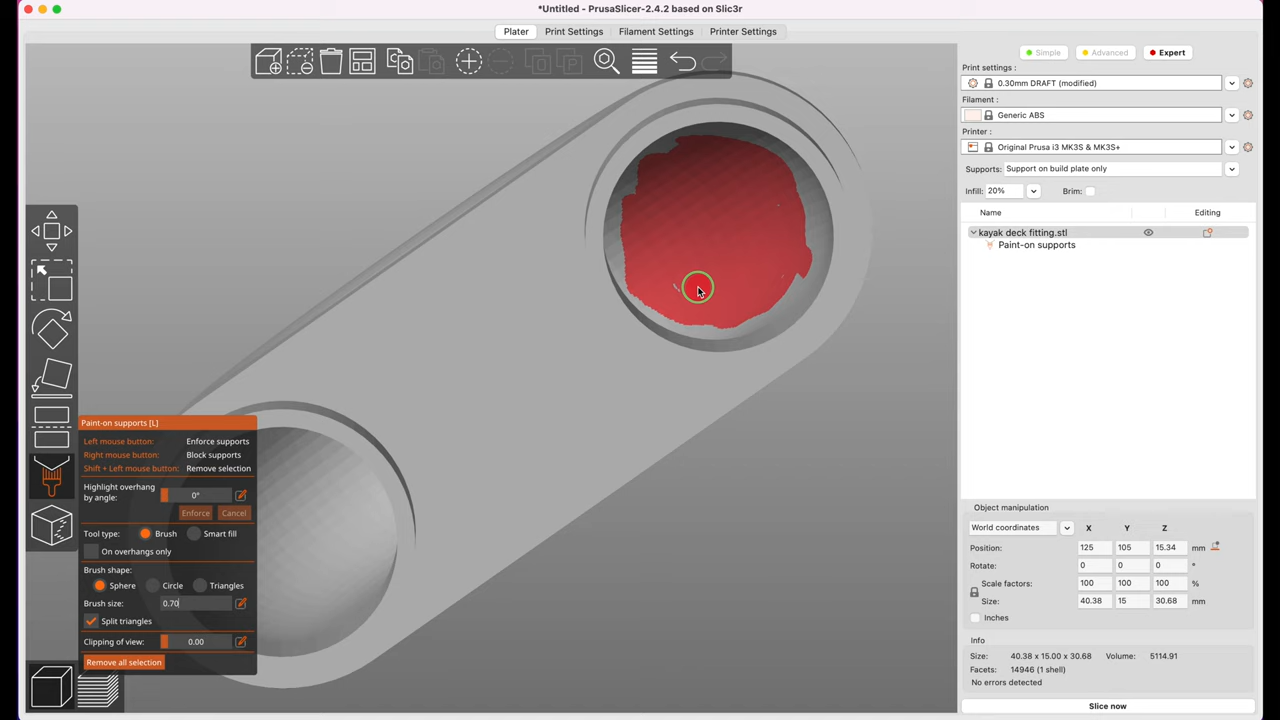 *Untitled - PrusaSlicer-2.4.2 based on Slic3r
Plater Print Settings Filament Settings Printer Settings
Simple Advanced Expert
Print settings :
0.30mm DRAFT (modified)
Filament :
Generic ABS
Printer :
Original Prusa i3 MK3S & MK3S+
Supports: Support on build plate only
Infill: 20% Brim:
Name Editing
kayak deck fitting.stl
Paint-on supports
Paint-on supports [L]
Left mouse button: Enforce supports
Right mouse button: Block supports
Shift + Left mouse button: Remove selection
Highlight overhang
by angle: 0°
Enforce Cancel
Tool type: Brush Smart fill
On overhangs only
Brush shape:
Sphere Circle Triangles
Brush size: 0.70
Split triangles
Clipping of view: 0.00
Remove all selection
Object manipulation
World coordinates X Y Z
Position: 125 105 15.34 mm
Rotate: 0 0 0 °
Scale factors: 100 100 100 %
Size: 40.38 15 30.68 mm
Inches
Info
Size: 40.38 x 15.00 x 30.68 Volume: 5114.91
Facets: 14946 (1 shell)
No errors detected
Slice now